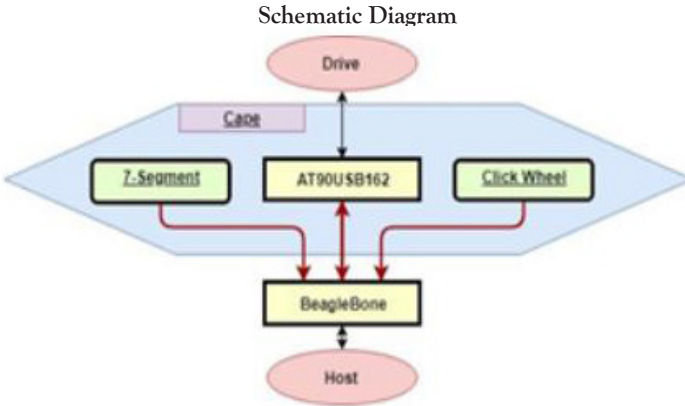 Schematic Diagram
Drive
Cape
7-Segment
AT90USB162
Click Wheel
BeagleBone
Host